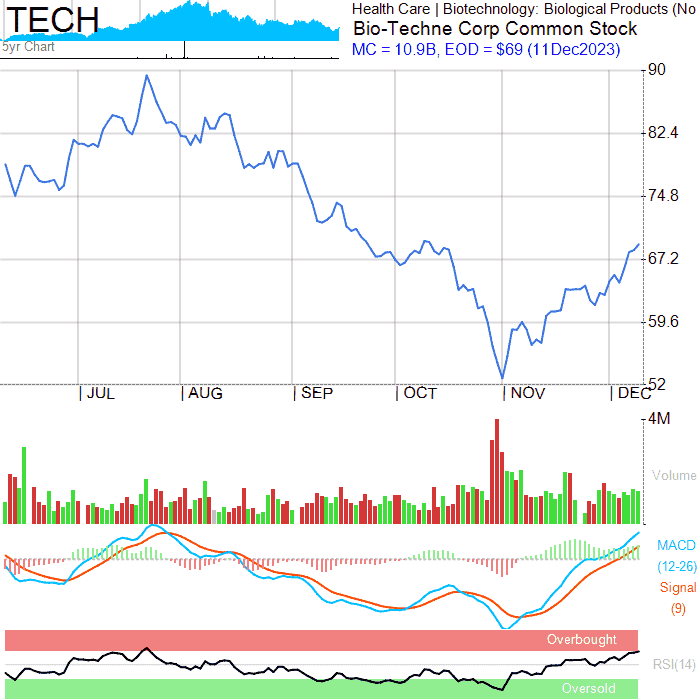 TECH
5yr Chart
Health Care | Biotechnology: Biological Products (No
Bio-Techne Corp Common Stock
MC = 10.9B, EOD = $69 (11Dec2023)
90
82.4
74.8
67.2
59.6
52
| JUL | AUG | SEP | OCT | NOV | DEC
4M
Volume
MACD
(12-26)
Signal
(9)
Overbought
RSI(14)
Oversold